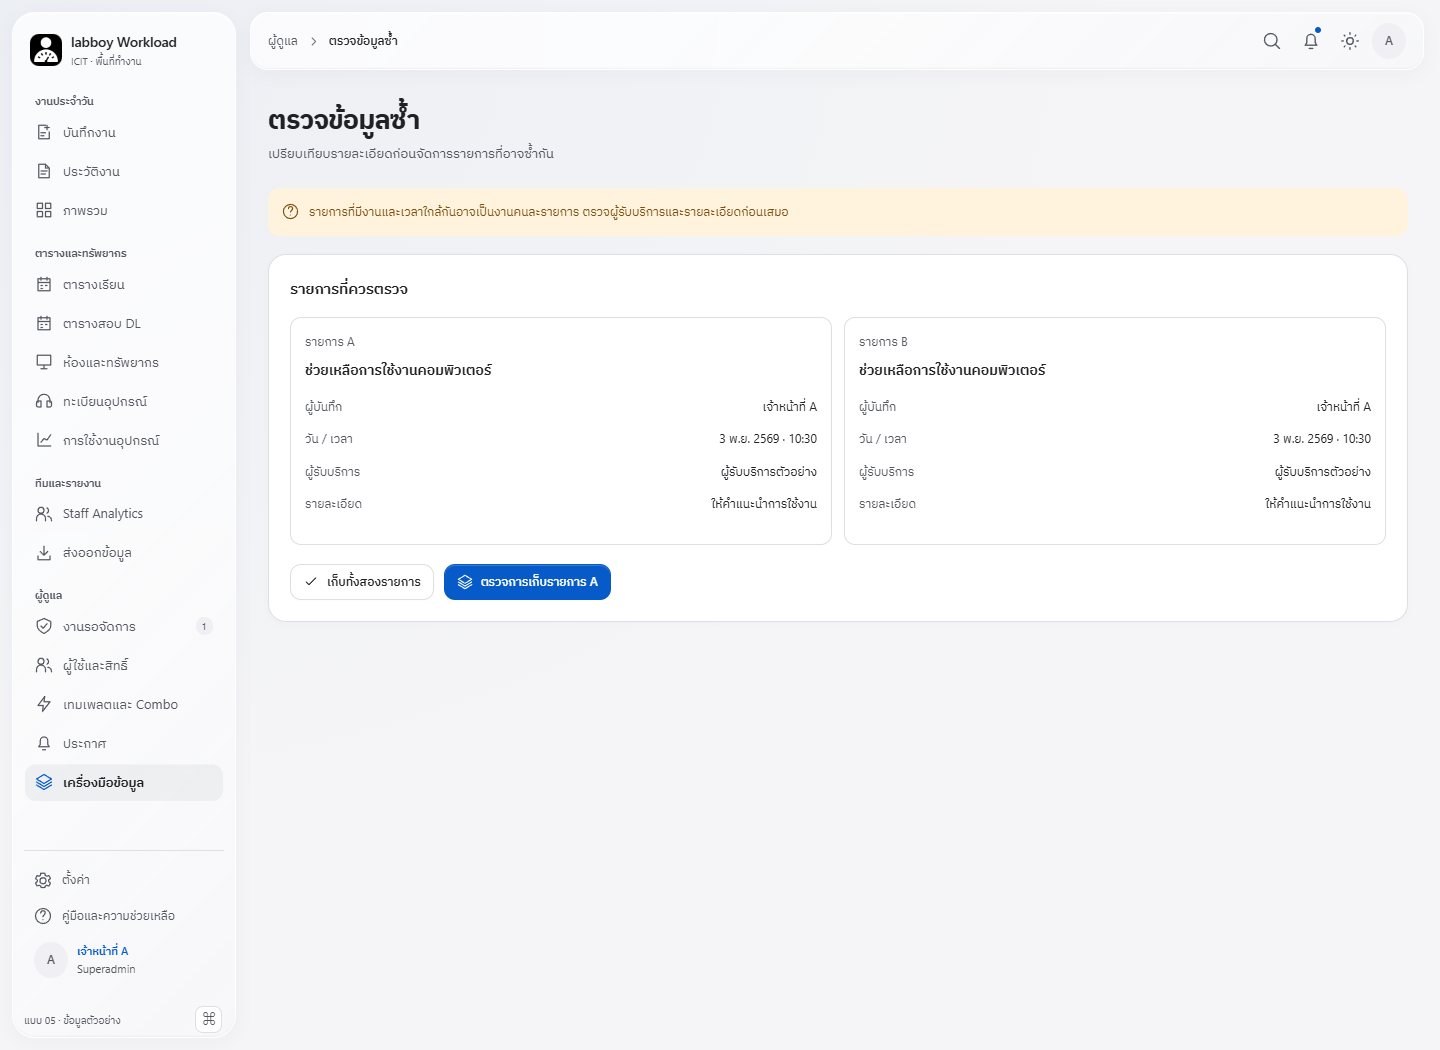 labboy Workload
ICIT · พื้นที่ทำงาน
งานประจำวัน
บันทึกงาน
ประวัติงาน
ภาพรวม
ตารางและทรัพยากร
ตารางเรียน
ตารางสอบ DL
ห้องและทรัพยากร
ทะเบียนอุปกรณ์
การใช้งานอุปกรณ์
ทีมและรายงาน
Staff Analytics
ส่งออกข้อมูล
ผู้ดูแล
งานรอจัดการ 1
ผู้ใช้และสิทธิ์
เทมเพลตและ Combo
ประกาศ
เครื่องมือข้อมูล
ตั้งค่า
คู่มือและความช่วยเหลือ
A
เจ้าหน้าที่ A
Superadmin
แบบ 05 · ข้อมูลตัวอย่าง ⌘
ผู้ดูแล > ตรวจข้อมูลซ้ำ
A
ตรวจข้อมูลซ้ำ
เปรียบเทียบรายละเอียดก่อนจัดการรายการที่อาจซ้ำกัน
รายการที่มีงานและเวลาใกล้กันอาจเป็นงานคนละรายการ ตรวจผู้รับบริการและรายละเอียดก่อนเสมอ
รายการที่ควรตรวจ
รายการ A
ช่วยเหลือการใช้งานคอมพิวเตอร์
ผู้บันทึก เจ้าหน้าที่ A
วัน / เวลา 3 พ.ย. 2569 · 10:30
ผู้รับบริการ ผู้รับบริการตัวอย่าง
รายละเอียด ให้คำแนะนำการใช้งาน
รายการ B
ช่วยเหลือการใช้งานคอมพิวเตอร์
ผู้บันทึก เจ้าหน้าที่ A
วัน / เวลา 3 พ.ย. 2569 · 10:30
ผู้รับบริการ ผู้รับบริการตัวอย่าง
รายละเอียด ให้คำแนะนำการใช้งาน
เก็บทั้งสองรายการ
ตรวจการเก็บรายการ A